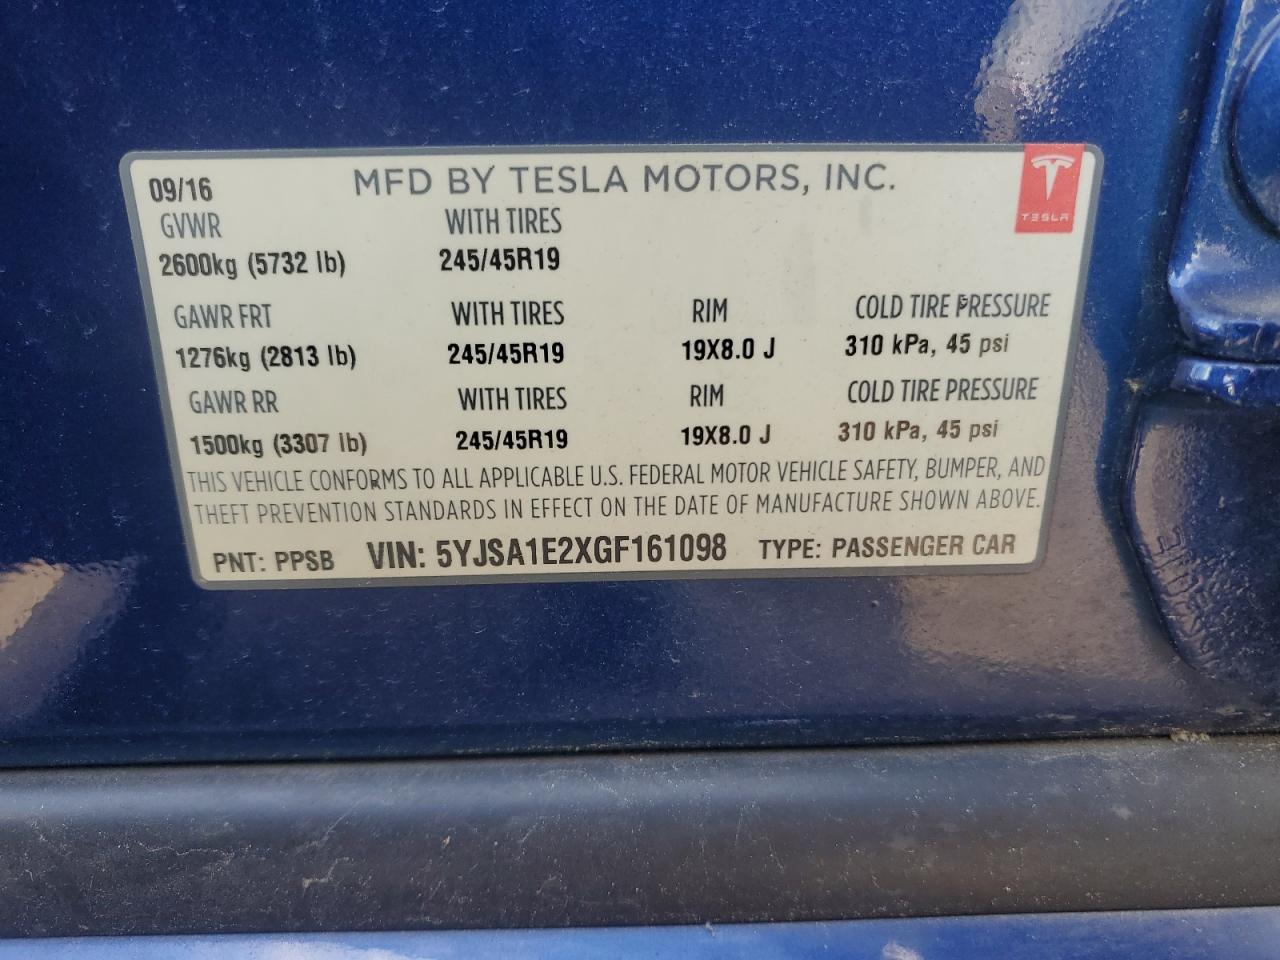 09/16 MFD BY TESLA MOTORS, INC.
TESLA
GVWR WITH TIRES
2600kg (5732 lb) 245/45R19
GAWR FRT WITH TIRES RIM COLD TIRE PRESSURE
1276kg (2813 lb) 245/45R19 19X8.0 J 310 kPa, 45 psi
GAWR RR WITH TIRES RIM COLD TIRE PRESSURE
1500kg (3307 lb) 245/45R19 19X8.0 J 310 kPa, 45 psi
THIS VEHICLE CONFORMS TO ALL APPLICABLE U.S. FEDERAL MOTOR VEHICLE SAFETY, BUMPER, AND
THEFT PREVENTION STANDARDS IN EFFECT ON THE DATE OF MANUFACTURE SHOWN ABOVE.
PNT: PPSB VIN: 5YJSA1E2XGF161098 TYPE: PASSENGER CAR